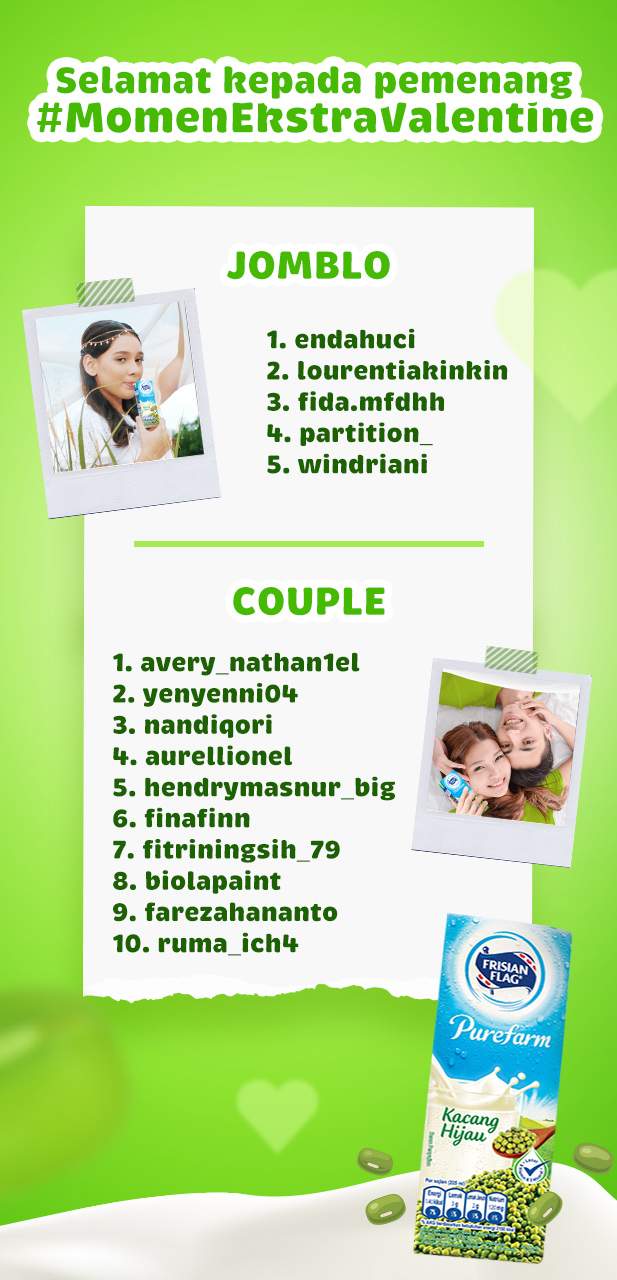 Selamat kepada pemenang
#MomenEkstraValentine
JOMBLO
1. endahuci
2. lourentiakinkin
3. fida.mfdhh
4. partition_
5. windriani
COUPLE
1. avery_nathan1el
2. yenyenni04
3. nandiqori
4. aurellionel
5. hendrymasnur_big
6. finafinn
7. fitriningsih_79
8. biolapaint
9. farezahananto
10. ruma_ich4
FRISIAN
FLAG®
Purefarm
Kacang
Hijau
Energi
Lemak